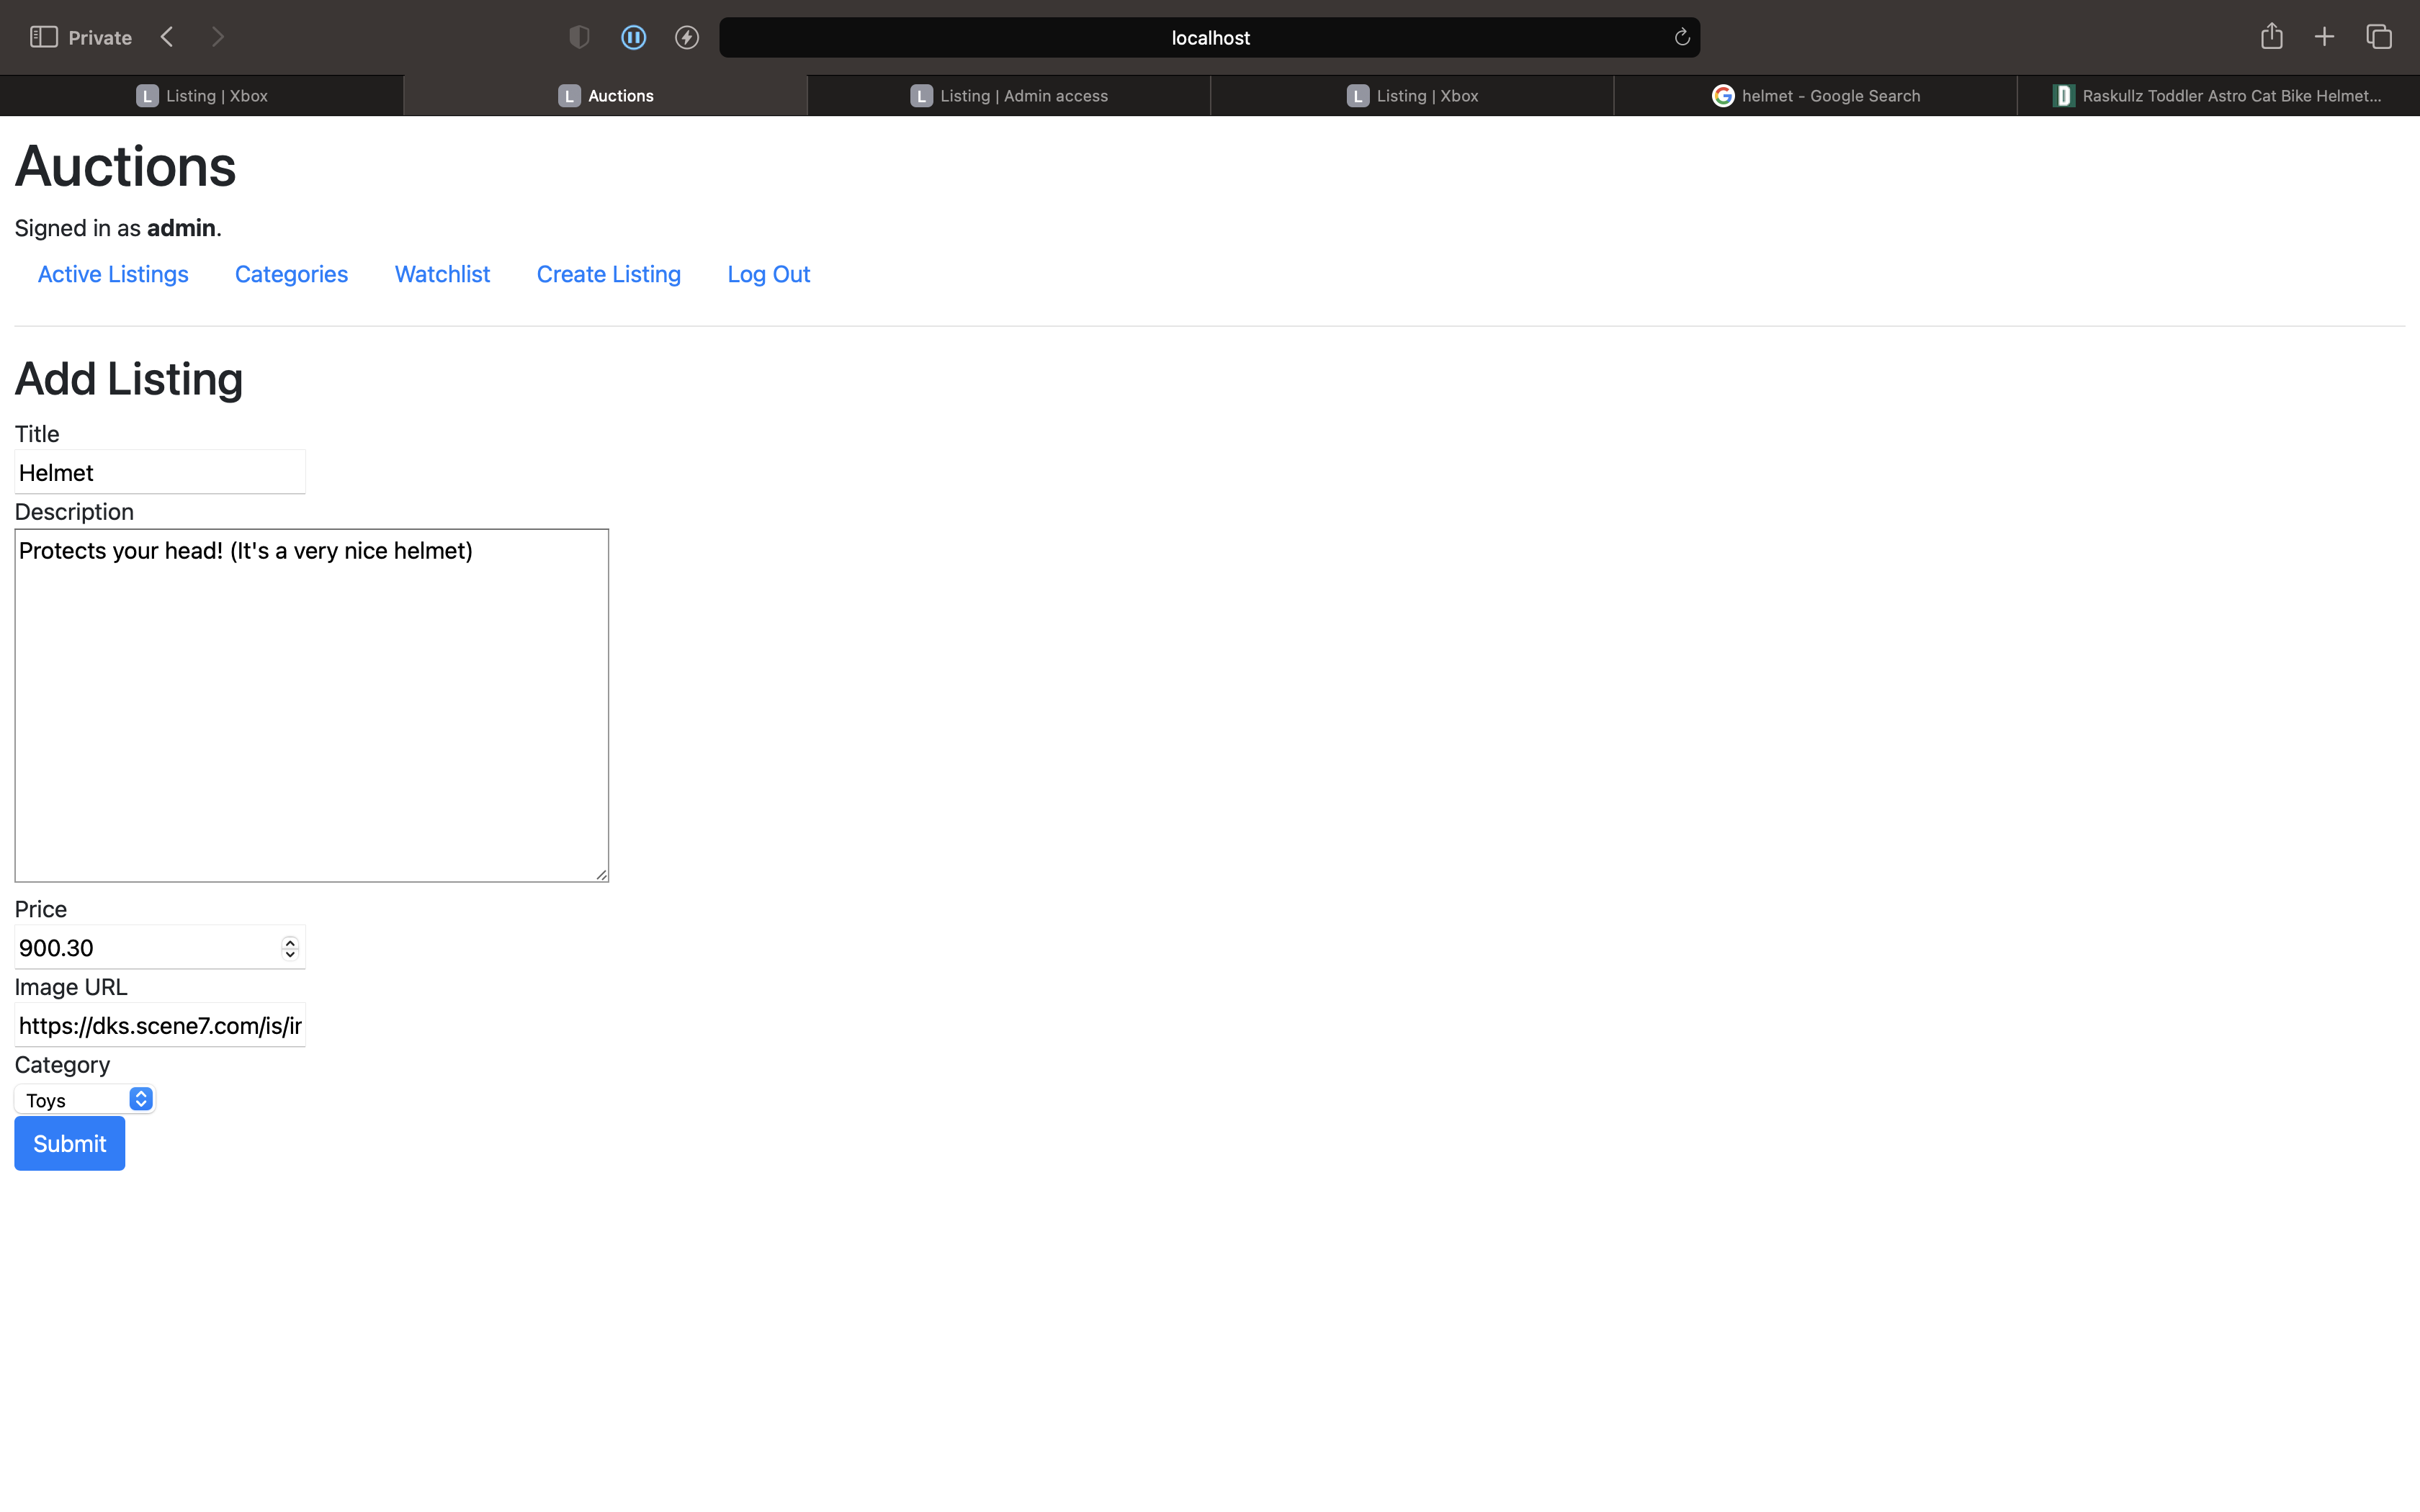 Private
localhost
L Listing | Xbox
L Auctions
L Listing | Admin access
L Listing | Xbox
G helmet - Google Search
D Raskullz Toddler Astro Cat Bike Helmet...
Auctions
Signed in as admin.
Active Listings Categories Watchlist Create Listing Log Out
Add Listing
Title
Helmet
Description
Protects your head! (It's a very nice helmet)
Price
900.30
Image URL
https://dks.scene7.com/is/ir
Category
Toys
Submit